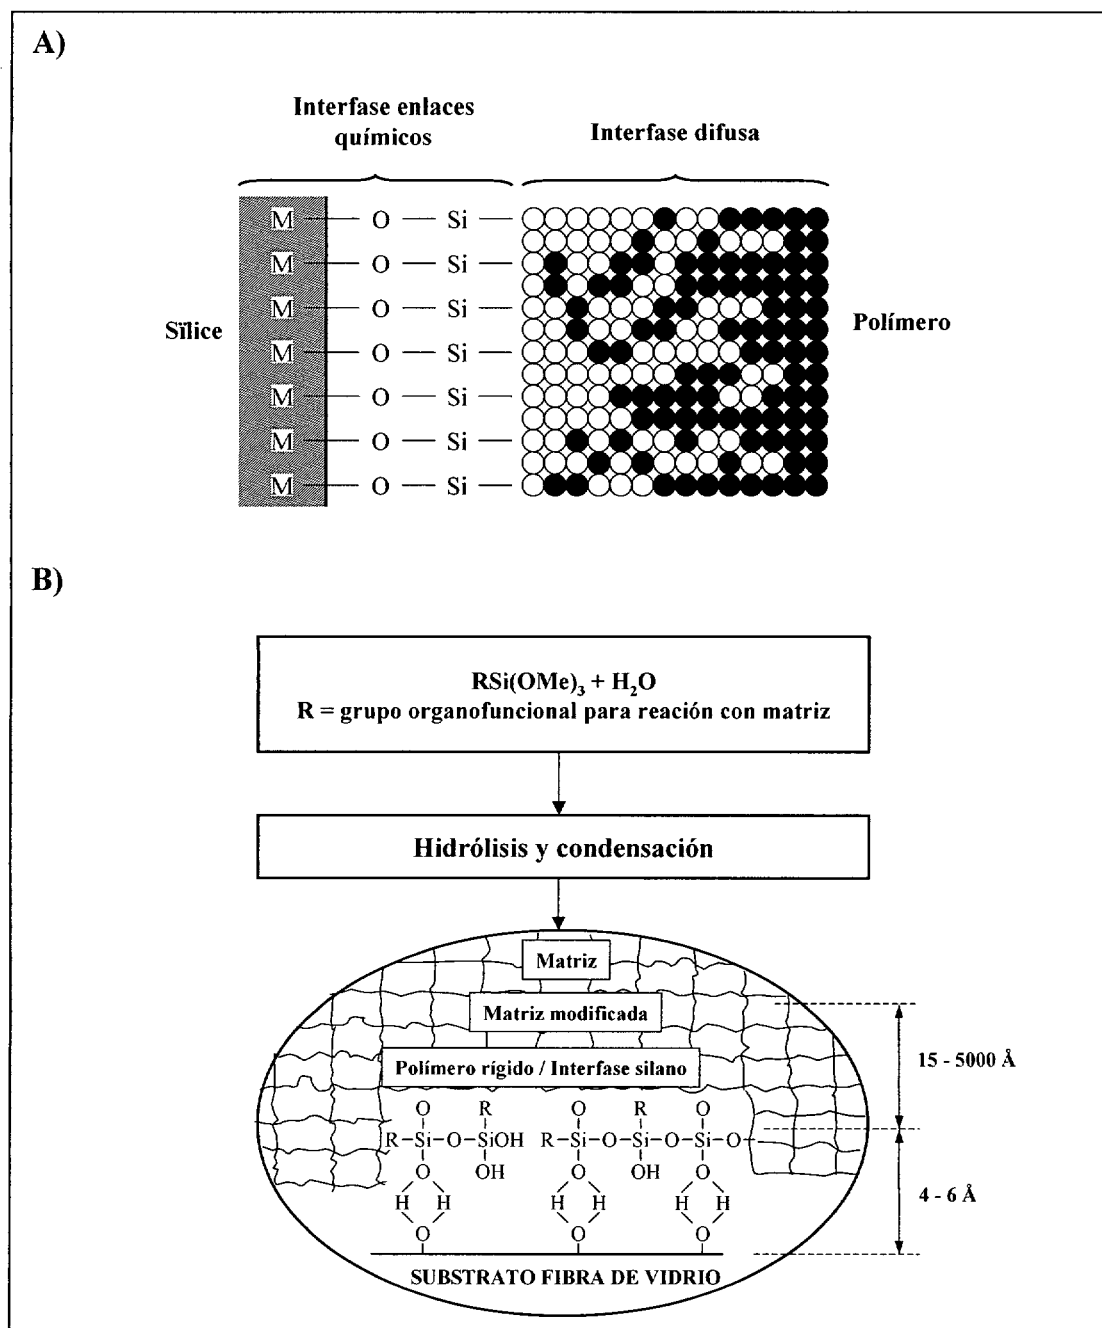 A)
Interfase enlaces
químicos
Interfase difusa
M — O — Si —
M — O — Si —
M — O — Si —
Sïlice
M — O — Si —
Polímero
M — O — Si —
M — O — Si —
M — O — Si —
B)
RSi(OMe)₃ + H₂O
R = grupo organofuncional para reación con matriz
Hidrólisis y condensación
Matriz
Matriz modificada
15 - 5000 Å
Polímero rígido / Interfase silano
O R O R O
R—Si—O—SiOH R—Si—O—Si—O—Si—O—
O OH O OH O
4 - 6 Å
H H H H H H
O O O
SUBSTRATO FIBRA DE VIDRIO